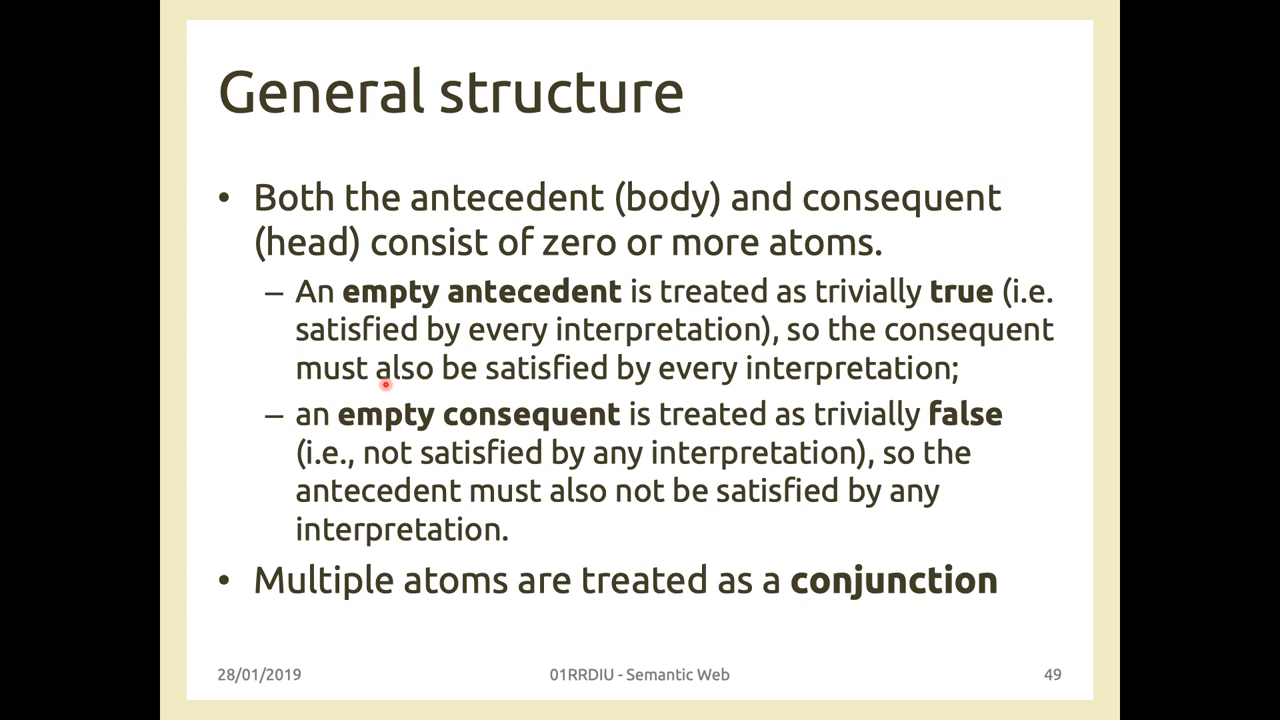 General structure
• Both the antecedent (body) and consequent
(head) consist of zero or more atoms.
– An empty antecedent is treated as trivially true (i.e.
satisfied by every interpretation), so the consequent
must also be satisfied by every interpretation;
– an empty consequent is treated as trivially false
(i.e., not satisfied by any interpretation), so the
antecedent must also not be satisfied by any
interpretation.
• Multiple atoms are treated as a conjunction
28/01/2019
01RRDIU - Semantic Web
49